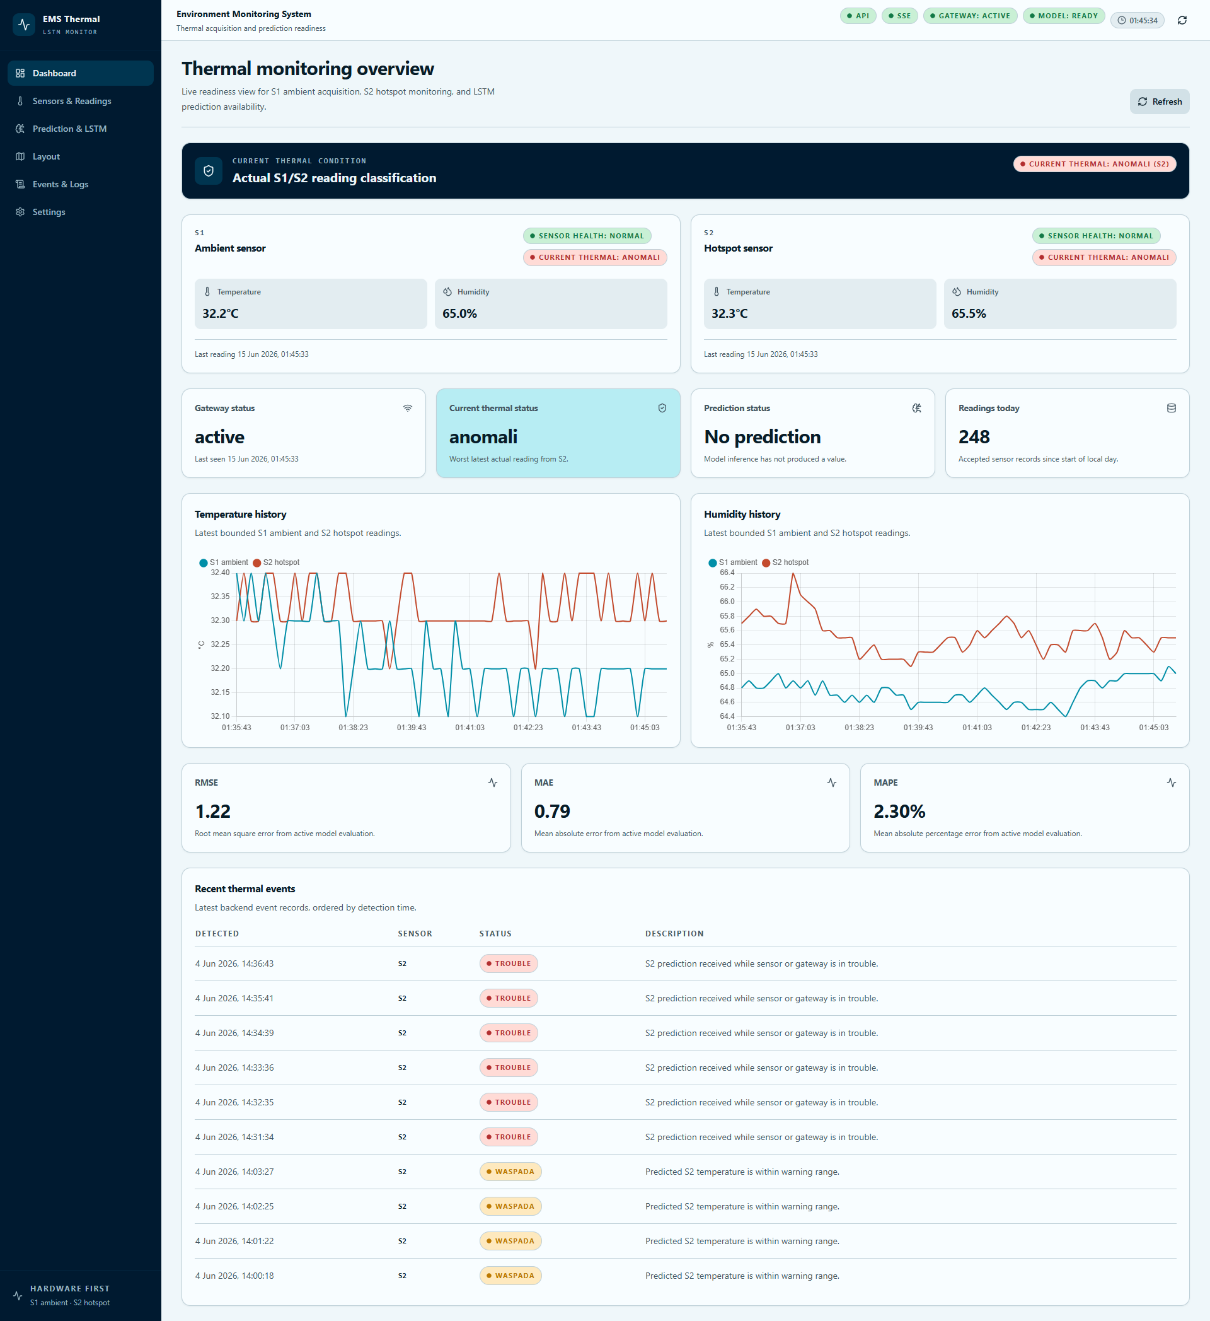 EMS Thermal
LSTM MONITOR
Dashboard
Sensors & Readings
Prediction & LSTM
Layout
Events & Logs
Settings
HARDWARE FIRST
S1 ambient · S2 hotspot
Environment Monitoring System
Thermal acquisition and prediction readiness
API
SSE
GATEWAY: ACTIVE
MODEL: READY
01:45:34
Thermal monitoring overview
Live readiness view for S1 ambient acquisition, S2 hotspot monitoring, and LSTM
prediction availability.
Refresh
CURRENT THERMAL CONDITION
Actual S1/S2 reading classification
CURRENT THERMAL: ANOMALI (S2)
S1
Ambient sensor
SENSOR HEALTH: NORMAL
CURRENT THERMAL: ANOMALI
Temperature
32.2°C
Humidity
65.0%
Last reading 15 Jun 2026, 01:45:33
S2
Hotspot sensor
SENSOR HEALTH: NORMAL
CURRENT THERMAL: ANOMALI
Temperature
32.3°C
Humidity
65.5%
Last reading 15 Jun 2026, 01:45:33
Gateway status
active
Last seen 15 Jun 2026, 01:45:33
Current thermal status
anomali
Worst latest actual reading from S2.
Prediction status
No prediction
Model inference has not produced a value.
Readings today
248
Accepted sensor records since start of local day.
Temperature history
Latest bounded S1 ambient and S2 hotspot readings.
S1 ambient S2 hotspot
32.40
32.35
32.30
32.25
32.20
32.15
32.10
°C
01:35:43 01:37:03 01:38:23 01:39:43 01:41:03 01:42:23 01:43:43 01:45:03
Humidity history
Latest bounded S1 ambient and S2 hotspot readings.
S1 ambient S2 hotspot
66.4
66.2
66.0
65.8
65.6
65.4
65.2
65.0
64.8
64.6
64.4
%
01:35:43 01:37:03 01:38:23 01:39:43 01:41:03 01:42:23 01:43:43 01:45:03
RMSE
1.22
Root mean square error from active model evaluation.
MAE
0.79
Mean absolute error from active model evaluation.
MAPE
2.30%
Mean absolute percentage error from active model evaluation.
Recent thermal events
Latest backend event records, ordered by detection time.
DETECTED SENSOR STATUS DESCRIPTION
4 Jun 2026, 14:36:43 S2 TROUBLE S2 prediction received while sensor or gateway is in trouble.
4 Jun 2026, 14:35:41 S2 TROUBLE S2 prediction received while sensor or gateway is in trouble.
4 Jun 2026, 14:34:39 S2 TROUBLE S2 prediction received while sensor or gateway is in trouble.
4 Jun 2026, 14:33:36 S2 TROUBLE S2 prediction received while sensor or gateway is in trouble.
4 Jun 2026, 14:32:35 S2 TROUBLE S2 prediction received while sensor or gateway is in trouble.
4 Jun 2026, 14:31:34 S2 TROUBLE S2 prediction received while sensor or gateway is in trouble.
4 Jun 2026, 14:03:27 S2 WASPADA Predicted S2 temperature is within warning range.
4 Jun 2026, 14:02:25 S2 WASPADA Predicted S2 temperature is within warning range.
4 Jun 2026, 14:01:22 S2 WASPADA Predicted S2 temperature is within warning range.
4 Jun 2026, 14:00:18 S2 WASPADA Predicted S2 temperature is within warning range.